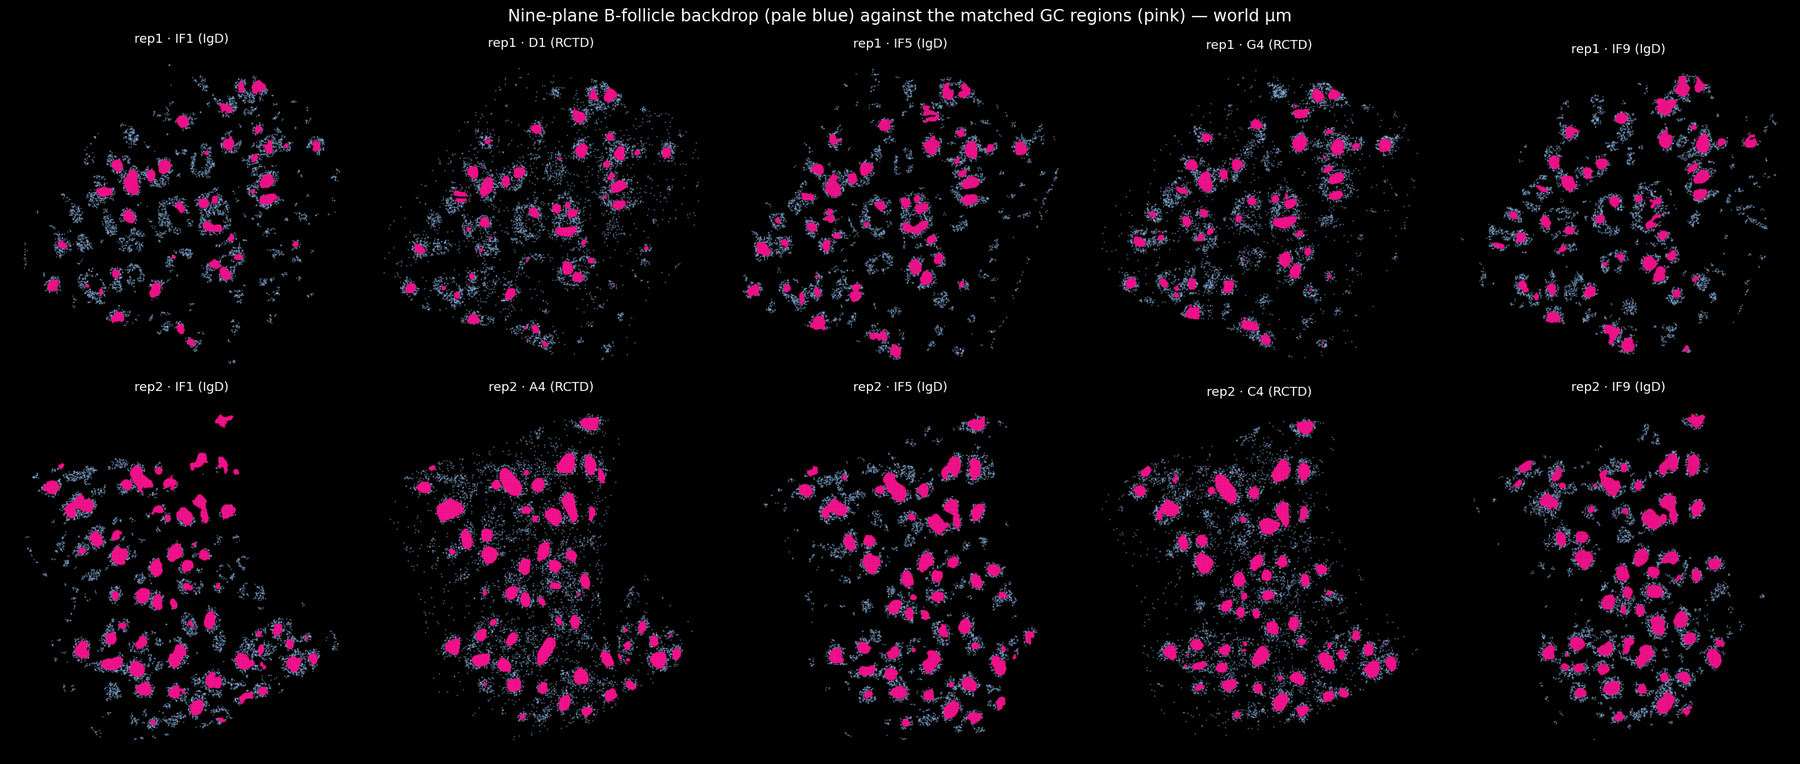 Nine-plane B-follicle backdrop (pale blue) against the matched GC regions (pink) — world µm
rep1 · IF1 (IgD)
rep1 · D1 (RCTD)
rep1 · IF5 (IgD)
rep1 · G4 (RCTD)
rep1 · IF9 (IgD)
rep2 · IF1 (IgD)
rep2 · A4 (RCTD)
rep2 · IF5 (IgD)
rep2 · C4 (RCTD)
rep2 · IF9 (IgD)